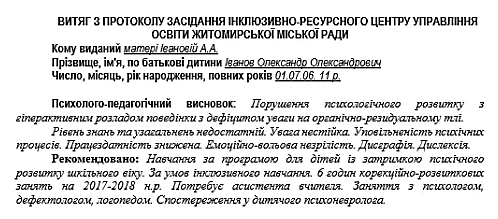 ВИТЯГ З ПРОТОКОЛУ ЗАСІДАННЯ ІНКЛЮЗИВНО-РЕСУРСНОГО ЦЕНТРУ УПРАВЛІННЯ
ОСВІТИ ЖИТОМИРСЬКОЇ МІСЬКОЇ РАДИ
Кому виданий матері Івановій А.А.
Прізвище, ім'я, по батькові дитини Іванов Олександр Олександрович
Число, місяць, рік народження, повних років 01.07.06. 11 р.
Психолого-педагогічний висновок: Порушення психологічного розвитку з
гіперактивним розладом поведінки з дефіцитом уваги на органічно-резидуальному тлі.
Рівень знань та узагальнень недостатній. Увага нестійка. Уповільненість психічних
процесів. Працездатність знижена. Емоційно-вольова незрілість. Дисграфія. Дислексія.
Рекомендовано: Навчання за програмою для дітей із затримкою психічного
розвитку шкільного віку. За умов інклюзивного навчання. 6 годин корекційно-розвиткових
занять на 2017-2018 н.р. Потребує асистента вчителя. Заняття з психологом,
дефектологом, логопедом. Спостереження у дитячого психоневролога.